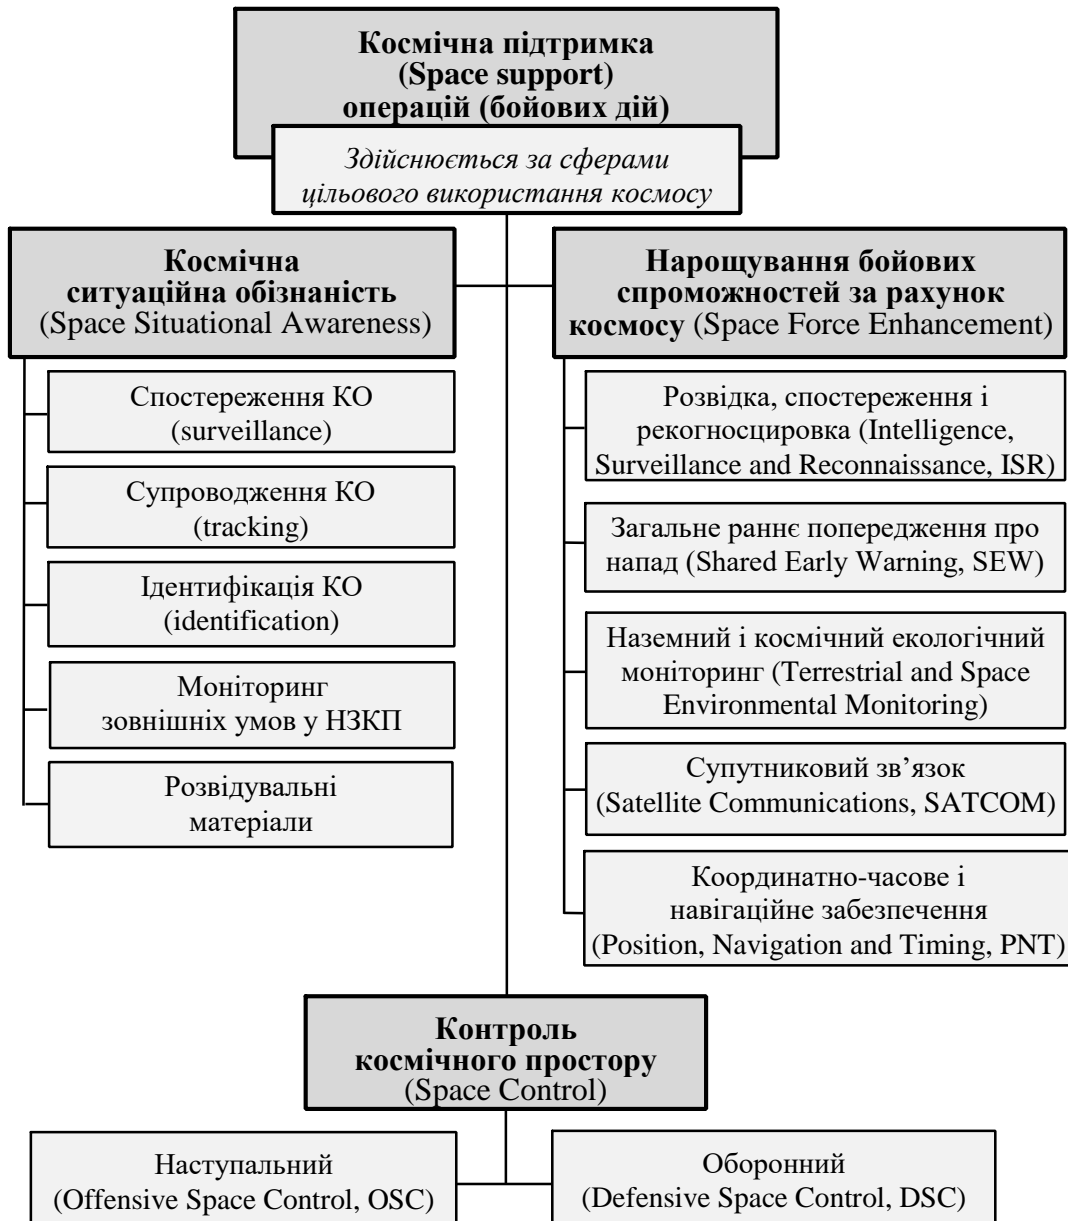 Космічна підтримка
(Space support)
операцій (бойових дій)
Здійснюється за сферами
цільового використання космосу
Космічна
ситуаційна обізнаність
(Space Situational Awareness)
Спостереження КО
(surveillance)
Супроводження КО
(tracking)
Ідентифікація КО
(identification)
Моніторинг
зовнішніх умов у НЗКП
Розвідувальні
матеріали
Нарощування бойових
спроможностей за рахунок
космосу (Space Force Enhancement)
Розвідка, спостереження і
рекогносцировка (Intelligence,
Surveillance and Reconnaissance, ISR)
Загальне раннє попередження про
напад (Shared Early Warning, SEW)
Наземний і космічний екологічний
моніторинг (Terrestrial and Space
Environmental Monitoring)
Супутниковий зв’язок
(Satellite Communications, SATCOM)
Координатно-часове і
навігаційне забезпечення
(Position, Navigation and Timing, PNT)
Контроль
космічного простору
(Space Control)
Наступальний
(Offensive Space Control, OSC)
Оборонний
(Defensive Space Control, DSC)